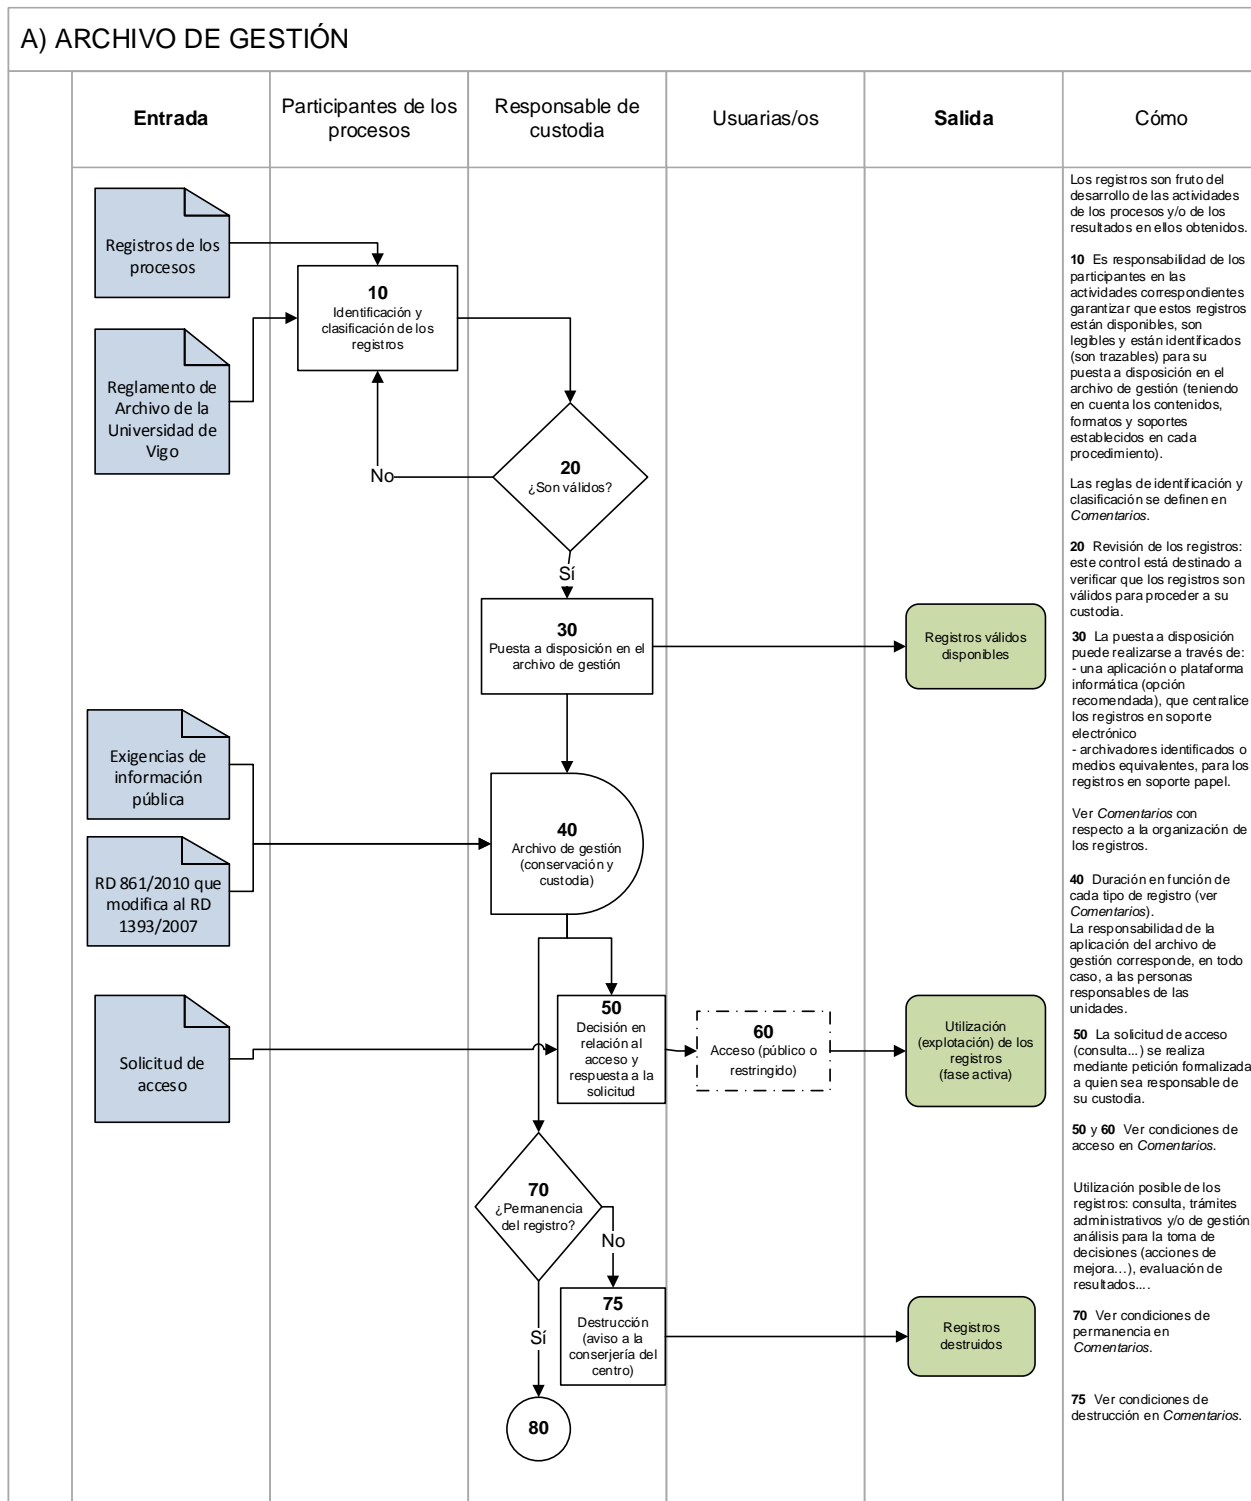 A) ARCHIVO DE GESTIÓN
Entrada
Participantes de los
procesos
Responsable de
custodia
Usuarias/os
Salida
Cómo
Registros de los
procesos
Reglamento de
Archivo de la
Universidad de
Vigo
10
Identificación y
clasificación de los
registros
No
20
¿Son válidos?
Sí
30
Puesta a disposición en el
archivo de gestión
Registros válidos
disponibles
Exigencias de
información
pública
RD 861/2010 que
modifica al RD
1393/2007
40
Archivo de gestión
(conservación y
custodia)
Solicitud de
acceso
50
Decisión en
relación al
acceso y
respuesta a la
solicitud
60
Acceso (público o
restringido)
Utilización
(explotación) de los
registros
(fase activa)
70
¿Permanencia
del registro?
No
Sí
75
Destrucción
(aviso a la
conserjería del
centro)
Registros
destruidos
80
Los registros son fruto del
desarrollo de las actividades
de los procesos y/o de los
resultados en ellos obtenidos.
10 Es responsabilidad de los
participantes en las
actividades correspondientes
garantizar que estos registros
están disponibles, son
legibles y están identificados
(son trazables) para su
puesta a disposición en el
archivo de gestión (teniendo
en cuenta los contenidos,
formatos y soportes
establecidos en cada
procedimiento).
Las reglas de identificación y
clasificación se definen en
Comentarios.
20 Revisión de los registros:
este control está destinado a
verificar que los registros son
válidos para proceder a su
custodia.
30 La puesta a disposición
puede realizarse a través de:
- una aplicación o plataforma
informática (opción
recomendada), que centralice
los registros en soporte
electrónico
- archivadores identificados o
medios equivalentes, para los
registros en soporte papel.
Ver Comentarios con
respecto a la organización de
los registros.
40 Duración en función de
cada tipo de registro (ver
Comentarios).
La responsabilidad de la
aplicación del archivo de
gestión corresponde, en todo
caso, a las personas
responsables de las
unidades.
50 La solicitud de acceso
(consulta...) se realiza
mediante petición formalizada
a quien sea responsable de
su custodia.
50 y 60 Ver condiciones de
acceso en Comentarios.
Utilización posible de los
registros: consulta, trámites
administrativos y/o de gestión
análisis para la toma de
decisiones (acciones de
mejora...), evaluación de
resultados....
70 Ver condiciones de
permanencia en
Comentarios.
75 Ver condiciones de
destrucción en Comentarios.